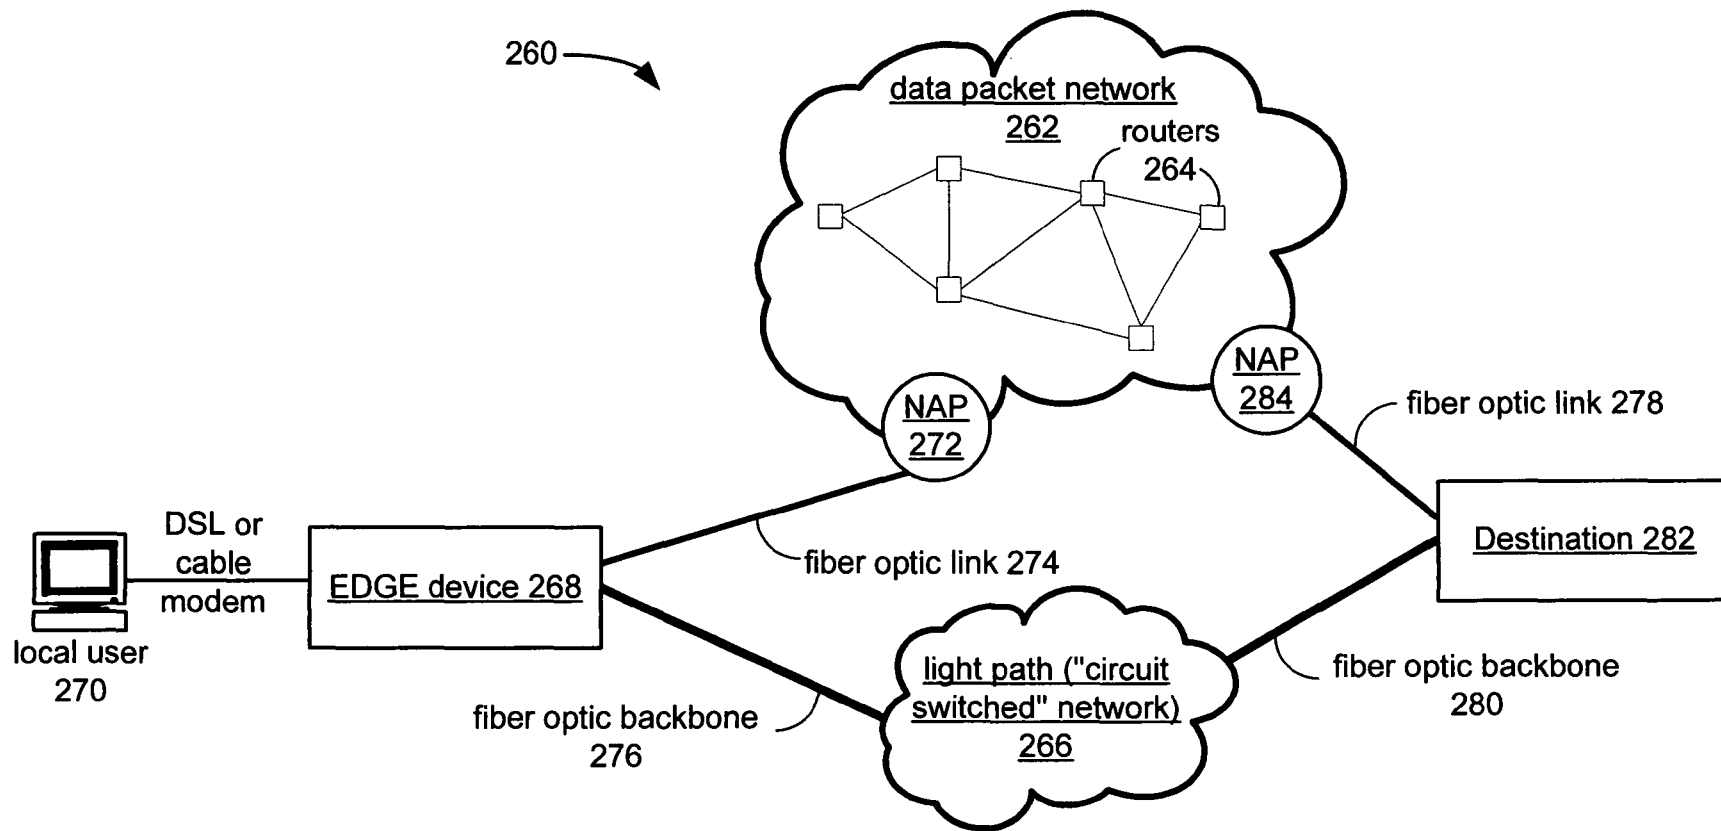 260
data packet network
262
routers
264
NAP
284
NAP
272
fiber optic link 278
DSL or
cable
modem
EDGE device 268
fiber optic link 274
Destination 282
local user
270
light path ("circuit
switched" network)
266
fiber optic backbone
276
fiber optic backbone
280